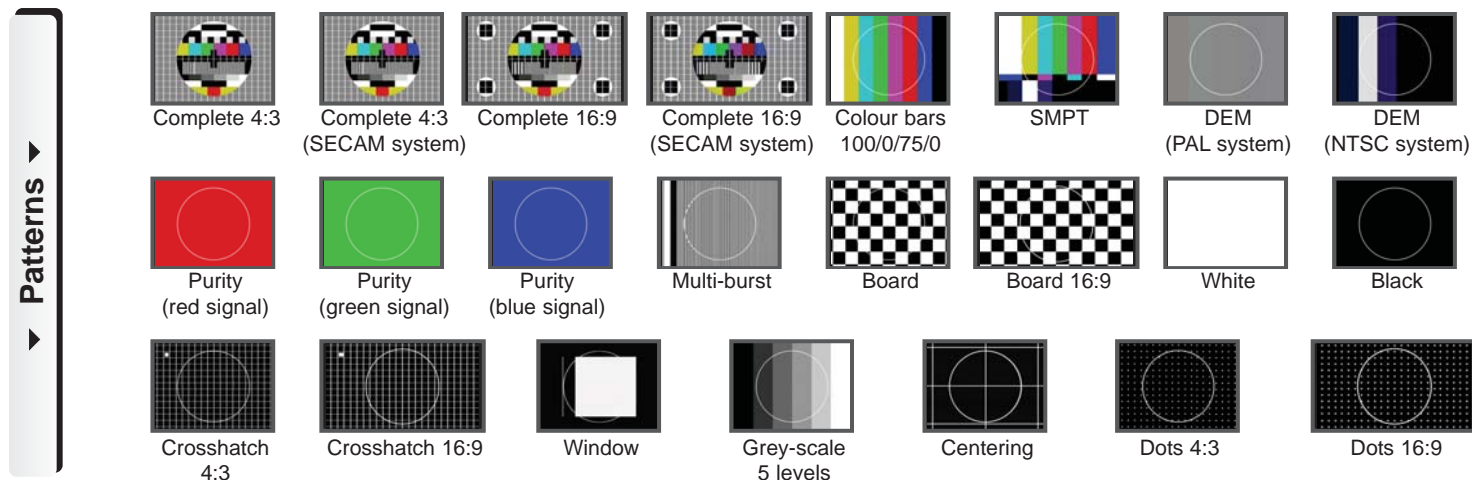 Patterns
Complete 4:3
Complete 4:3
(SECAM system)
Complete 16:9
Complete 16:9
(SECAM system)
Colour bars
100/0/75/0
SMPT
DEM
(PAL system)
DEM
(NTSC system)
Purity
(red signal)
Purity
(green signal)
Purity
(blue signal)
Multi-burst
Board
Board 16:9
White
Black
Crosshatch
4:3
Crosshatch 16:9
Window
Grey-scale
5 levels
Centering
Dots 4:3
Dots 16:9